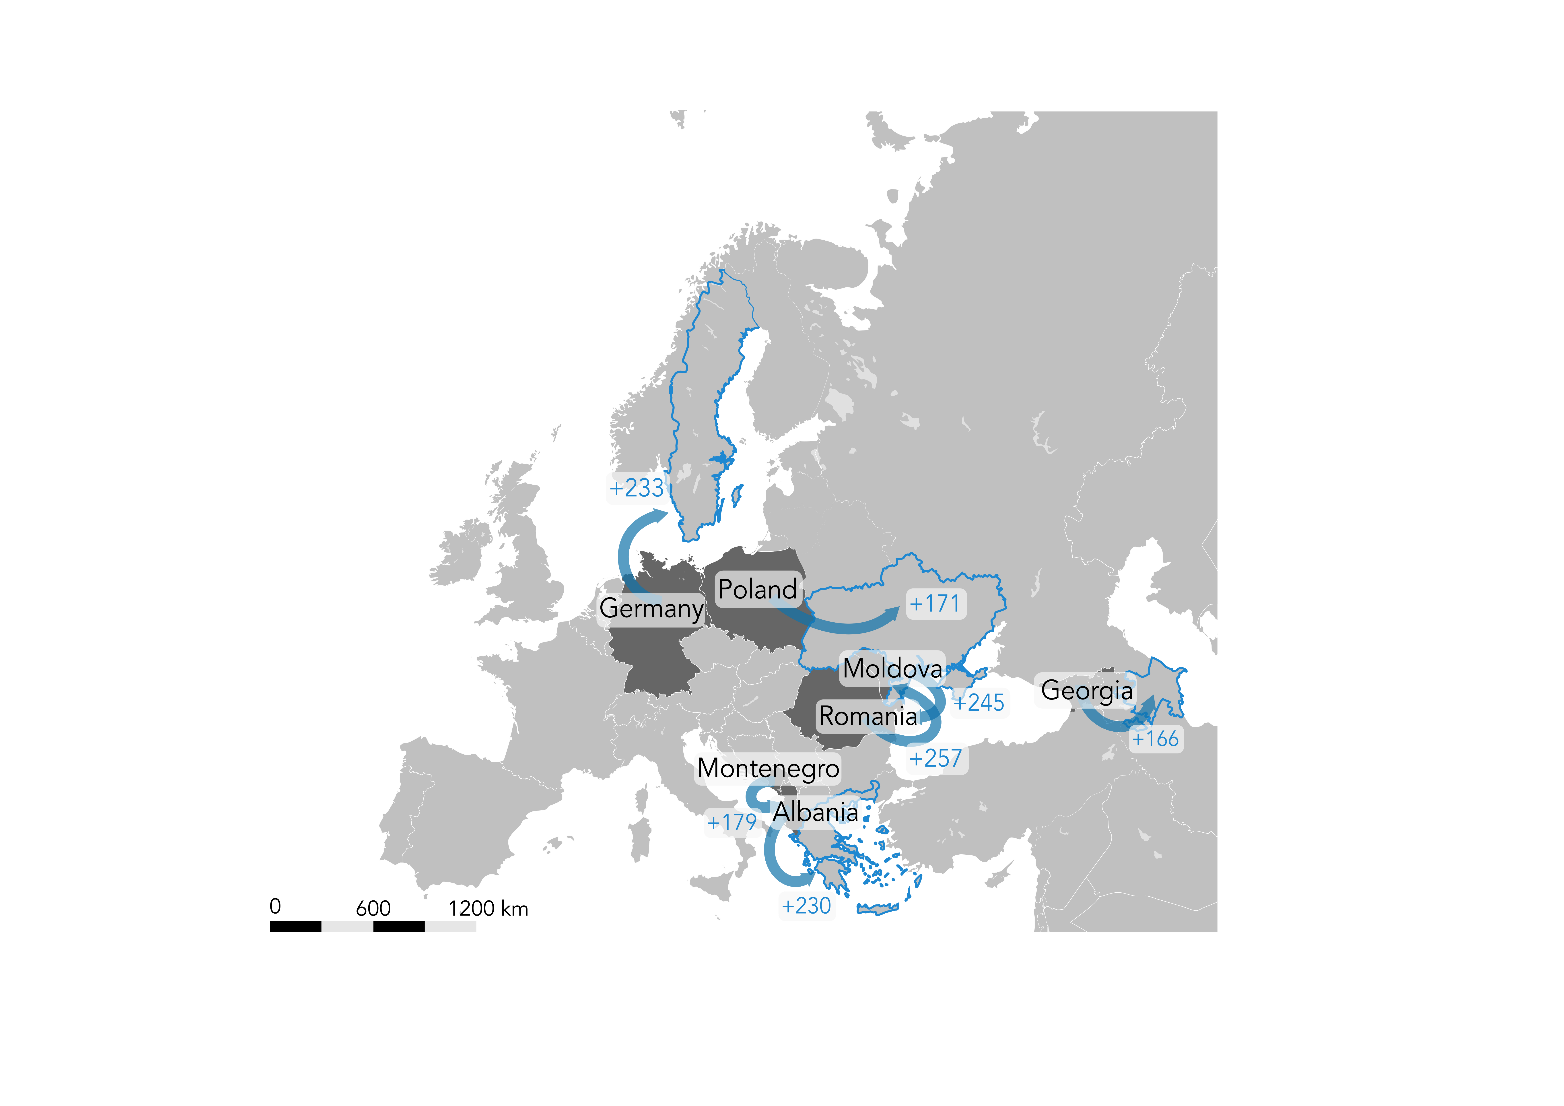 +233
Poland
Germany
+171
Moldova
Georgia
+245
Romania
+166
+257
Montenegro
Albania
+179
+230
0 600 1200 km